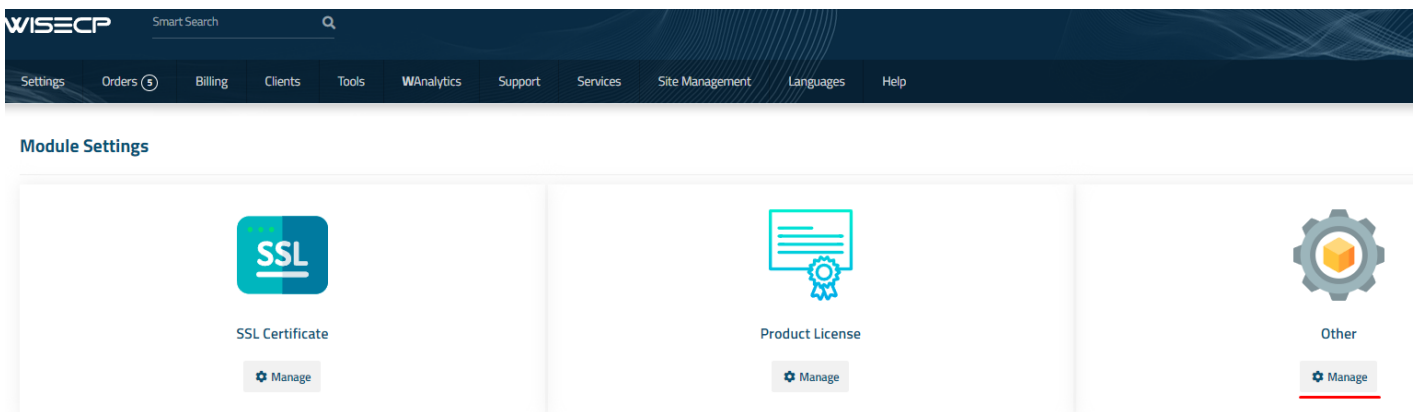 WISECP
Smart Search
Settings Orders 5 Billing Clients Tools WAnalytics Support Services Site Management Languages Help
Module Settings
SSL
SSL Certificate Product License Other
Manage Manage Manage